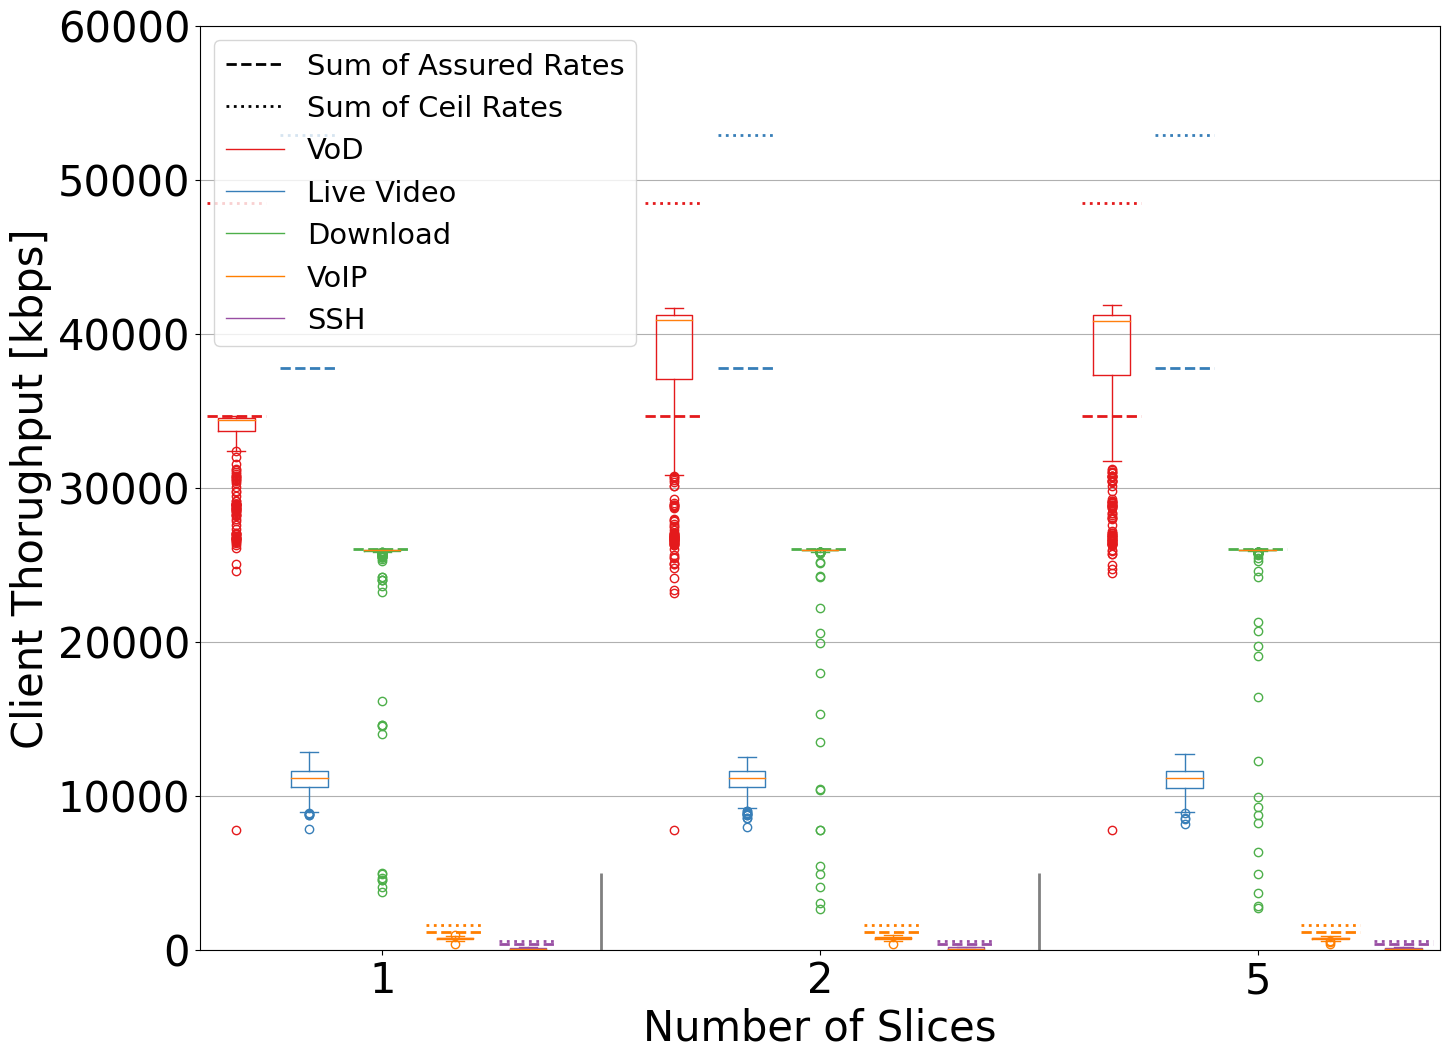 60000
50000
40000
30000
20000
10000
0
Client Thorughput [kbps]
Sum of Assured Rates
Sum of Ceil Rates
VoD
Live Video
Download
VoIP
SSH
1
2
5
Number of Slices